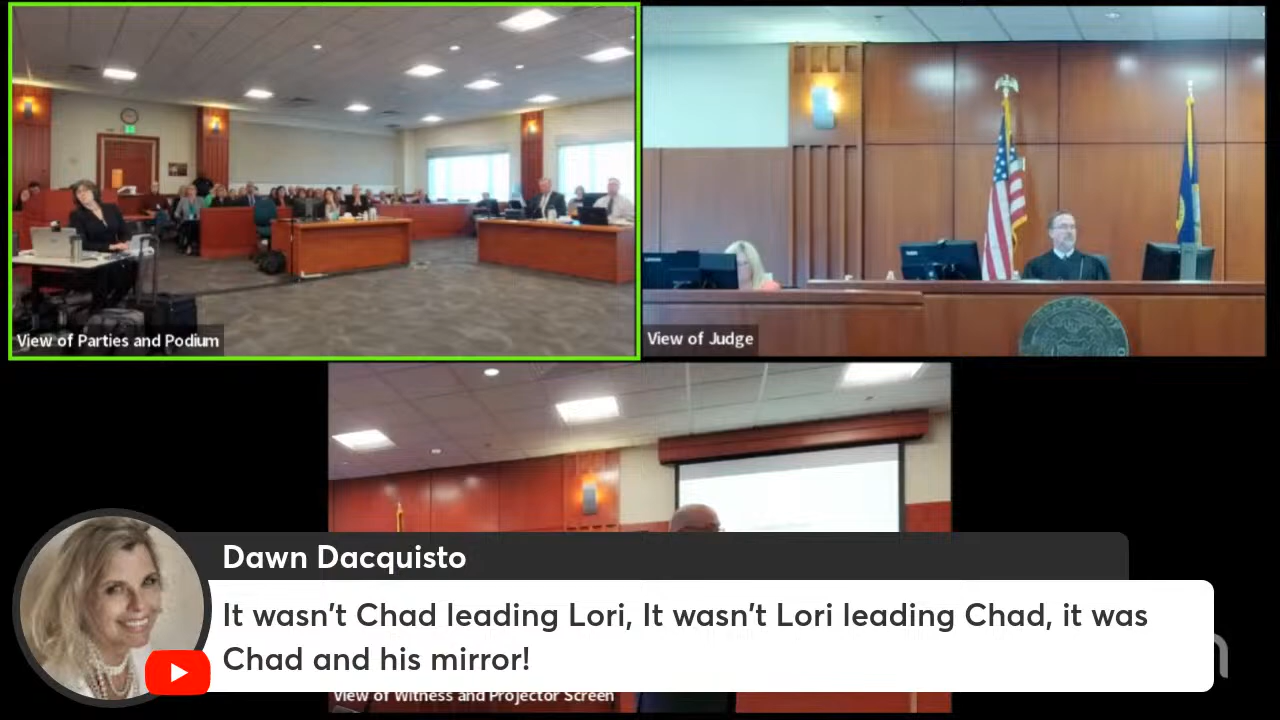 View of Parties and Podium
View of Judge
Dawn Dacquisto
It wasn't Chad leading Lori, It wasn't Lori leading Chad, it was
Chad and his mirror!
View of Witness and Projector Screen